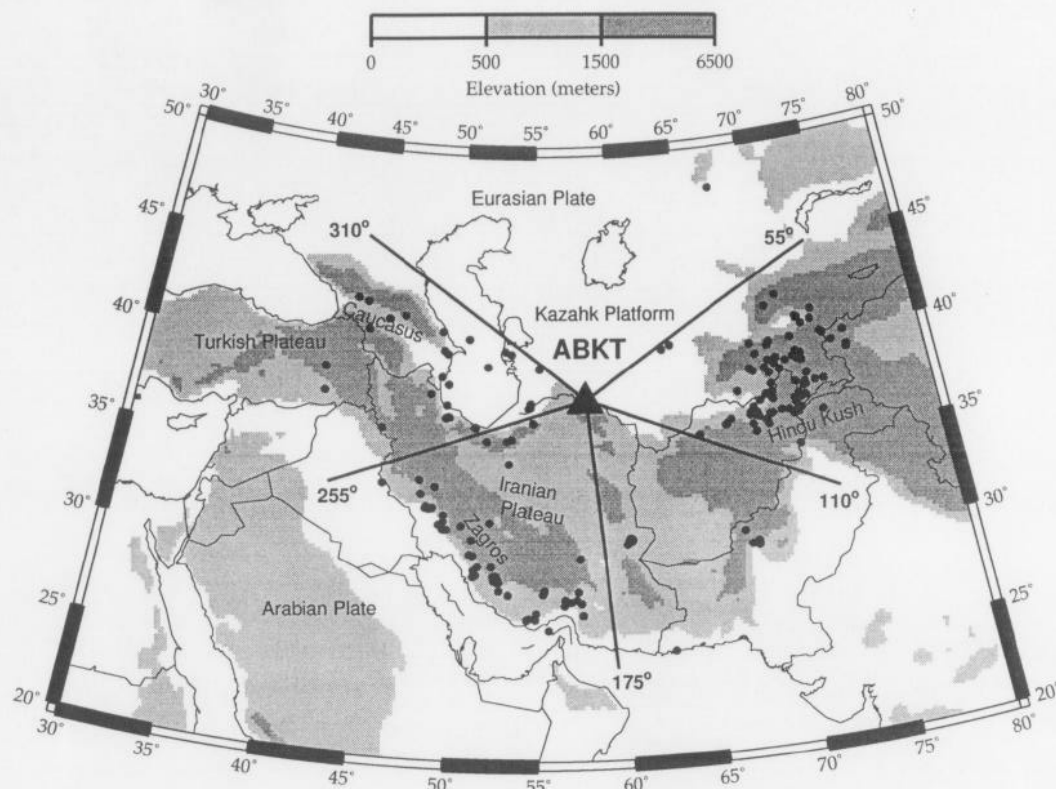 0 500 1500 6500
Elevation (meters)
30° 35° 40° 45° 50° 55° 60° 65° 70° 75° 80°
50° 50°
Eurasian Plate
45° 45°
310° 55°
Kazahk Platform
40° 40°
Caucasus
Turkish Plateau
ABKT
35° 35°
Hindu Kush
255° 110°
Iranian
Plateau
30° 30°
Zagros
Arabian Plate
25° 25°
175°
20° 20°
30° 35° 40° 45° 50° 55° 60° 65° 70° 75° 80°